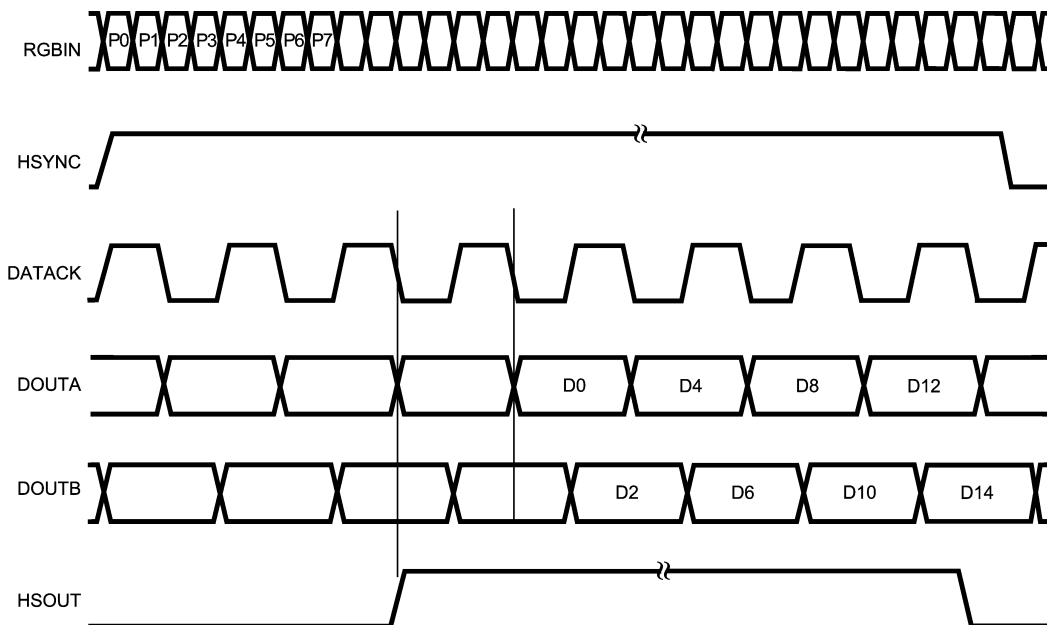 RGBIN P0 P1 P2 P3 P4 P5 P6 P7
HSYNC
DATACK
DOUTA D0 D4 D8 D12
DOUTB D2 D6 D10 D14
HSOUT